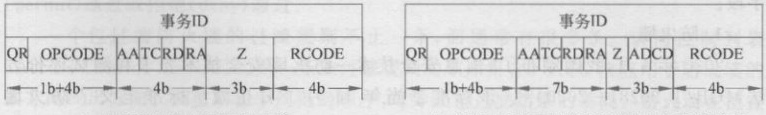 事务ID
QR OPCODE AA TC RD RA Z RCODE
1b+4b 4b 3b 4b
事务ID
QR OPCODE AA TC RD RA Z AD CD RCODE
1b+4b 7b 3b 4b